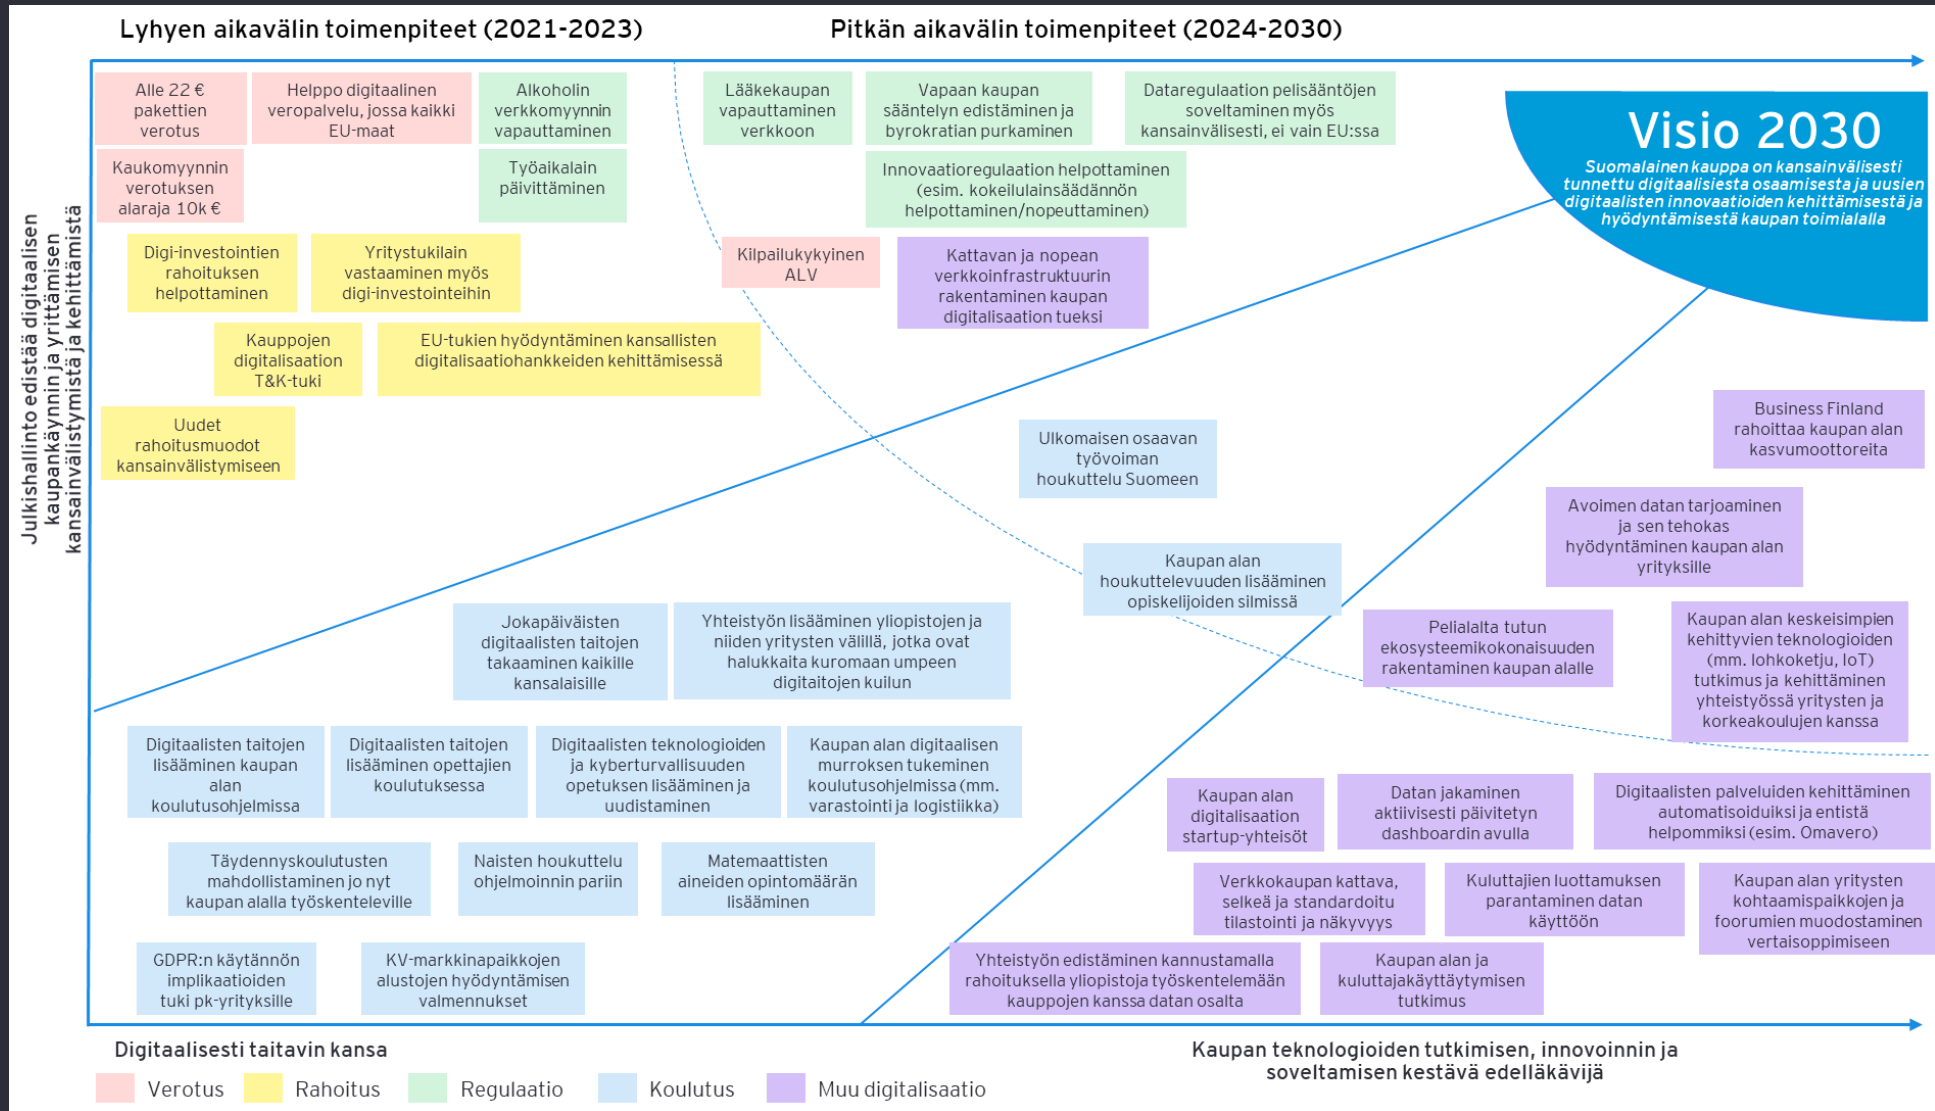 Lyhyen aikavälin toimenpiteet (2021-2023)
Pitkän aikavälin toimenpiteet (2024-2030)
Julkishallinto edistää digitaalisen
kaupankäynnin ja yrittämisen
kansainvälistymistä ja kehittämistä
Alle 22 €
pakettien
verotus
Helppo digitaalinen
veropalvelu, jossa kaikki
EU-maat
Alkoholin
verkkomyynnin
vapauttaminen
Lääkekaupan
vapauttaminen
verkkoon
Vapaan kaupan
sääntelyn edistäminen ja
byrokratian purkaminen
Dataregulaation pelisääntöjen
soveltaminen myös
kansainvälisesti, ei vain EU:ssa
Visio 2030
Suomalainen kauppa on kansainvälisesti
tunnettu digitaalisiesta osaamisesta ja uusien
digitaalisten innovaatioiden kehittämisestä ja
hyödyntämisestä kaupan toimialalla
Kaukomyynnin
verotuksen
alaraja 10k €
Työaikalain
päivittäminen
Innovaatioregulaation helpottaminen
(esim. kokeilulainsäädännön
helpottaminen/nopeuttaminen)
Digi-investointien
rahoituksen
helpottaminen
Yritystukilain
vastaaminen myös
digi-investointeihin
Kilpailukykyinen
ALV
Kattavan ja nopean
verkkoinfrastruktuurin
rakentaminen kaupan
digitalisaation tueksi
Kauppojen
digitalisaation
T&K-tuki
EU-tukien hyödyntäminen kansallisten
digitalisaatiohankkeiden kehittämisessä
Uudet
rahoitusmuodot
kansainvälistymiseen
Ulkomaisen osaavan
työvoiman
houkuttelu Suomeen
Business Finland
rahoittaa kaupan alan
kasvumoottoreita
Avoimen datan tarjoaminen
ja sen tehokas
hyödyntäminen kaupan alan
yrityksille
Kaupan alan
houkuttelevuuden lisääminen
opiskelijoiden silmissä
Jokapäiväisten
digitaalisten taitojen
takaaminen kaikille
kansalaisille
Yhteistyön lisääminen yliopistojen ja
niiden yritysten välillä, jotka ovat
halukkaita kuromaan umpeen
digitaitojen kuilun
Pelialalta tutun
ekosysteemikokonaisuuden
rakentaminen kaupan alalle
Kaupan alan keskeisimpien
kehittyvien teknologioiden
(mm. lohkoketju, IoT)
tutkimus ja kehittäminen
yhteistyössä yritysten ja
korkeakoulujen kanssa
Digitaalisten taitojen
lisääminen kaupan
alan
koulutusohjelmissa
Digitaalisten taitojen
lisääminen opettajien
koulutuksessa
Digitaalisten teknologioiden
ja kyberturvallisuuden
opetuksen lisääminen ja
uudistaminen
Kaupan alan digitaalisen
murroksen tukeminen
koulutusohjelmissa (mm.
varastointi ja logistiikka)
Kaupan alan
digitalisaation
startup-yhteisöt
Datan jakaminen
aktiivisesti päivitetyn
dashboardin avulla
Digitaalisten palveluiden kehittäminen
automatisoiduiksi ja entistä
helpommiksi (esim. Omavero)
Täydennyskoulutusten
mahdollistaminen jo nyt
kaupan alalla työskenteleville
Naisten houkuttelu
ohjelmoinnin pariin
Matemaattisten
aineiden opintomäärän
lisääminen
Verkkokaupan kattava,
selkeä ja standardoitu
tilastointi ja näkyvyys
Kuluttajien luottamuksen
parantaminen datan
käyttöön
Kaupan alan yritysten
kohtaamispaikkojen ja
foorumien muodostaminen
vertaisoppimiseen
GDPR:n käytännön
implikaatioiden
tuki pk-yrityksille
KV-markkinapaikkojen
alustojen hyödyntämisen
valmennukset
Yhteistyön edistäminen kannustamalla
rahoituksella yliopistoja työskentelemään
kauppojen kanssa datan osalta
Kaupan alan ja
kuluttajakäyttäytymisen
tutkimus
Digitaalisesti taitavin kansa
Kaupan teknologioiden tutkimisen, innovoinnin ja
soveltamisen kestävä edelläkävijä
Verotus
Rahoitus
Regulaatio
Koulutus
Muu digitalisaatio